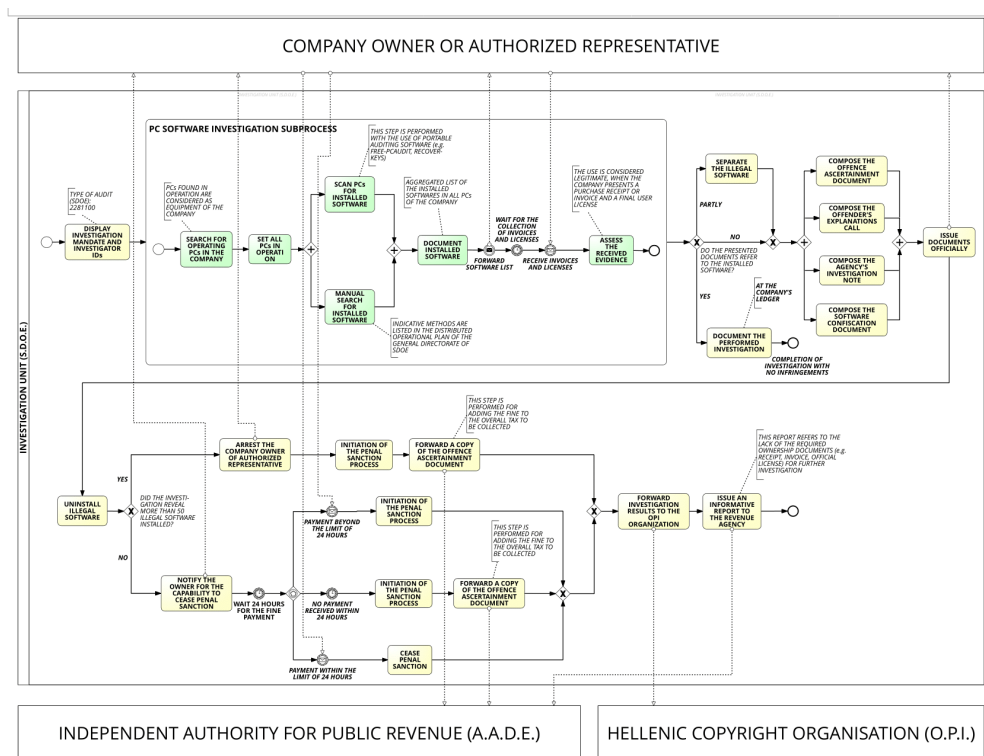 COMPANY OWNER OR AUTHORIZED REPRESENTATIVE
INVESTIGATION UNIT (S.D.O.E.)
PC SOFTWARE INVESTIGATION SUBPROCESS
TYPE OF AUDIT
(SDOE):
2281100
DISPLAY
INVESTIGATION
MANDATE AND
INVESTIGATOR
IDs
PCs FOUND IN
OPERATION ARE
CONSIDERED AS
EQUIPMENT OF THE
COMPANY
SEARCH FOR
OPERATING
PCs IN THE
COMPANY
SET ALL
PCs IN
OPERATI
ON
THIS STEP IS PERFORMED
WITH THE USE OF PORTABLE
AUDITING SOFTWARE (e.g.
FREE-PCAUDIT, RECOVER-
KEYS)
SCAN PCs
FOR
INSTALLED
SOFTWARE
MANUAL
SEARCH
FOR
INSTALLED
SOFTWARE
INDICATIVE METHODS ARE
LISTED IN THE DISTRIBUTED
OPERATIONAL PLAN OF THE
GENERAL DIRECTORATE OF
SDOE
AGGREGATED LIST OF
THE INSTALLED
SOFTWARES IN ALL PCs
OF THE COMPANY
DOCUMENT
INSTALLED
SOFTWARE
FORWARD
SOFTWARE LIST
WAIT FOR THE
COLLECTION
OF INVOICES
AND LICENSES
RECEIVE INVOICES
AND LICENSES
THE USE IS CONSIDERED
LEGITIMATE, WHEN THE
COMPANY PRESENTS A
PURCHASE RECEIPT OR
INVOICE AND A FINAL USER
LICENSE
ASSESS
THE
RECEIVED
EVIDENCE
SEPARATE
THE ILLEGAL
SOFTWARE
PARTLY
NO
DO THE PRESENTED
DOCUMENTS REFER
TO THE INSTALLED
SOFTWARE?
YES
AT THE
COMPANY'S
LEDGER
DOCUMENT THE
PERFORMED
INVESTIGATION
COMPLETION OF
INVESTIGATION WITH
NO INFRINGEMENTS
COMPOSE THE
OFFENCE
ASCERTAINMENT
DOCUMENT
COMPOSE THE
OFFENDER'S
EXPLANATIONS
CALL
COMPOSE THE
AGENCY'S
INVESTIGATION
NOTE
COMPOSE THE
SOFTWARE
CONFISCATION
DOCUMENT
ISSUE
DOCUMENTS
OFFICIALLY
UNINSTALL
ILLEGAL
SOFTWARE
YES
DID THE INVESTI-
GATION REVEAL
MORE THAN 50
ILLEGAL SOFTWARE
INSTALLED?
NO
ARREST THE
COMPANY OWNER
OF AUTHORIZED
REPRESENTATIVE
INITIATION OF
THE PENAL
SANCTION
PROCESS
THIS STEP IS
PERFORMED FOR
ADDING THE FINE TO
THE OVERALL TAX TO
BE COLLECTED
FORWARD A COPY
OF THE OFFENCE
ASCERTAINMENT
DOCUMENT
PAYMENT BEYOND
THE LIMIT OF
24 HOURS
INITIATION OF
THE PENAL
SANCTION
PROCESS
NOTIFY THE
OWNER FOR THE
CAPABILITY TO
CEASE PENAL
SANCTION
WAIT 24 HOURS
FOR THE FINE
PAYMENT
NO PAYMENT
RECEIVED WITHIN
24 HOURS
INITIATION OF
THE PENAL
SANCTION
PROCESS
THIS STEP IS
PERFORMED FOR
ADDING THE FINE TO
THE OVERALL TAX TO
BE COLLECTED
FORWARD A COPY
OF THE OFFENCE
ASCERTAINMENT
DOCUMENT
PAYMENT WITHIN THE
LIMIT OF 24 HOURS
CEASE
PENAL
SANCTION
FORWARD
INVESTIGATION
RESULTS TO THE
OPI
ORGANIZATION
THIS REPORT REFERS TO THE
LACK OF THE REQUIRED
OWNERSHIP DOCUMENTS (e.g.
RECEIPT, INVOICE, OFFICIAL
LICENSE) FOR FURTHER
INVESTIGATION
ISSUE AN
INFORMATIVE
REPORT TO
THE REVENUE
AGENCY
INDEPENDENT AUTHORITY FOR PUBLIC REVENUE (A.A.D.E.)
HELLENIC COPYRIGHT ORGANISATION (O.P.I.)